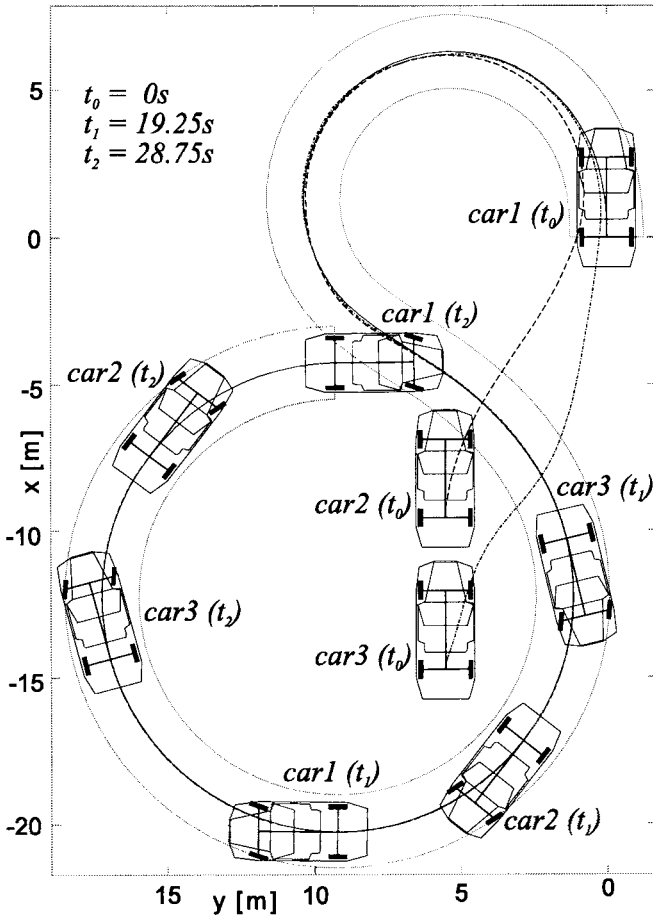 t₀ = 0s
t₁ = 19.25s
t₂ = 28.75s
5
0
-5
-10
-15
-20
x [m]
car1 (t₀)
car1 (t₂)
car2 (t₂)
car3 (t₁)
car2 (t₀)
car3 (t₂)
car3 (t₀)
car1 (t₁)
car2 (t₁)
15
10
5
0
y [m]